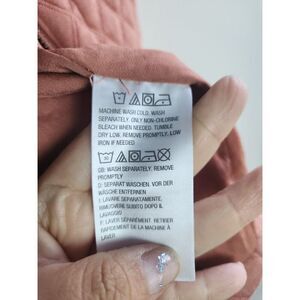 MACHINE WASH COLD, WASH
SEPARATELY. ONLY NON-CHLORINE
BLEACH WHEN NEEDED. TUMBLE
DRY LOW. REMOVE PROMPTLY, LOW
IRON IF NEEDED
30
GB: WASH SEPARATELY. REMOVE
PROMPTLY
D: SEPARAT WASCHEN. VOR DER
WÄSCHE ENTFERNEN
I: LAVARE SEPARATAMENTE.
RIMUOVERE SUBITO DOPO IL
LAVAGGIO
F: LAVER SÉPARÉMENT. RETIRER
RAPIDEMENT DE LA MACHINE À
LAVER